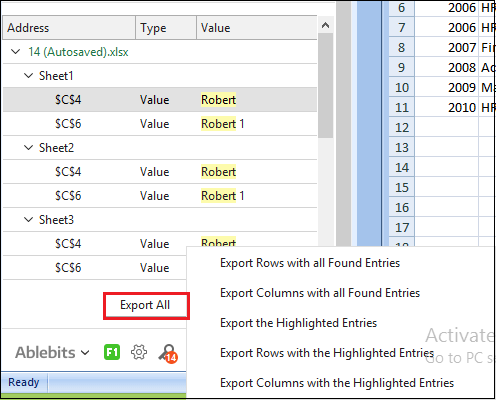 Address Type Value
14 (Autosaved).xlsx
Sheet1
$C$4 Value Robert
$C$6 Value Robert 1
Sheet2
$C$4 Value Robert
$C$6 Value Robert 1
Sheet3
$C$4 Value Robert
$C$6 Value
Export All
Export Rows with all Found Entries
Export Columns with all Found Entries
Export the Highlighted Entries
Export Rows with the Highlighted Entries
Export Columns with the Highlighted Entries
Ablebits F1 14
Ready
6 2006 HR
7 2006 HR
8 2007 Fin
9 2008 Ac
10 2009 Ma
11 2010 HR
12
13
14
15
16
17
Activate
Go to PC s